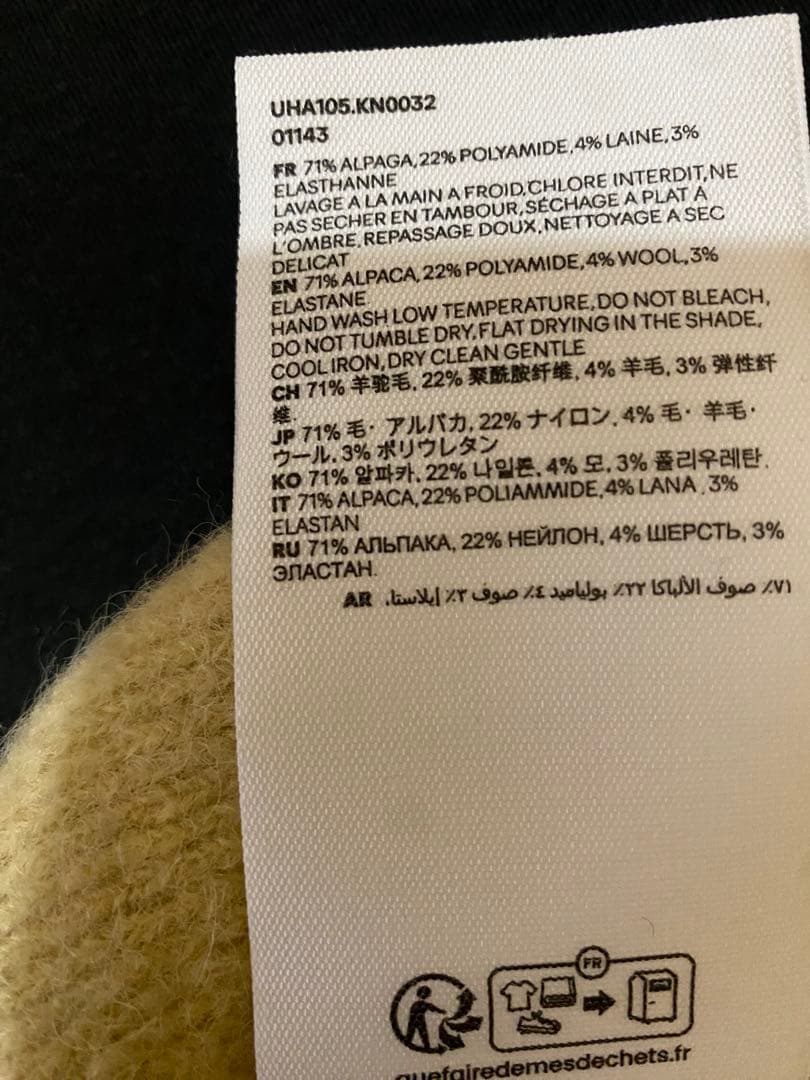 UHA105.KN0032
01143
FR 71% ALPAGA,22% POLYAMIDE,4% LAINE,3%
ELASTHANNE
LAVAGE A LA MAIN A FROID,CHLORE INTERDIT,NE
PAS SECHER EN TAMBOUR,SÉCHAGE A PLAT À
L'OMBRE,REPASSAGE DOUX,NETTOYAGE A SEC
DELICAT
EN 71% ALPACA,22% POLYAMIDE,4% WOOL,3%
ELASTANE
HAND WASH LOW TEMPERATURE,DO NOT BLEACH,
DO NOT TUMBLE DRY,FLAT DRYING IN THE SHADE,
COOL IRON,DRY CLEAN GENTLE
CH 71% 羊驼毛, 22% 聚酰胺纤维, 4% 羊毛, 3% 弹性纤
维.
JP 71% 毛・アルパカ, 22% ナイロン, 4% 毛・羊毛・
ウール, 3% ポリウレタン
KO 71% 알파카, 22% 나일론, 4% 모, 3% 폴리우레탄.
IT 71% ALPACA,22% POLIAMMIDE,4% LANA ,3%
ELASTAN
RU 71% АЛЬПАКА, 22% НЕЙЛОН, 4% ШЕРСТЬ, 3%
ЭЛАСТАН.
٧١٪ صوف الألباكا ٢٢٪ بولياميد ٤٪ صوف ٣٪ إيلاستا. AR
FR
quefairedemesdechets.fr